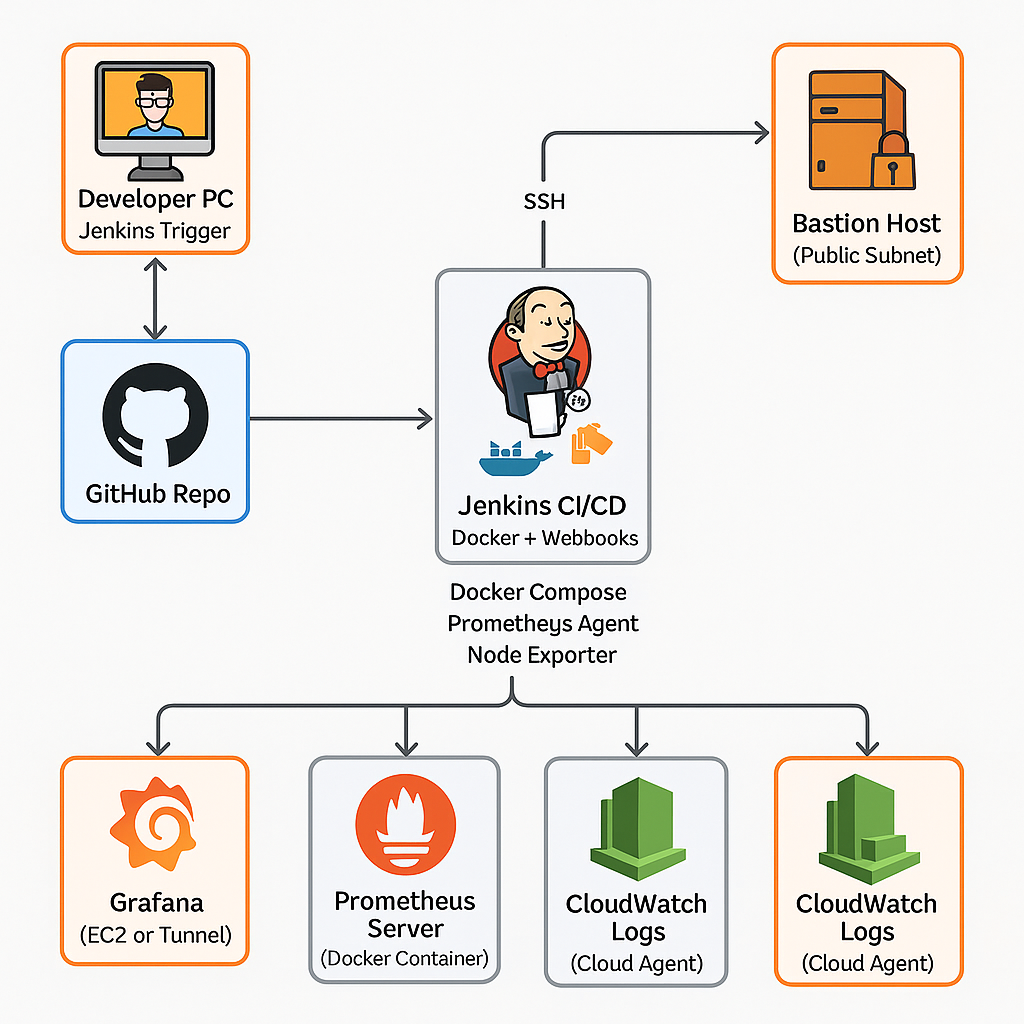 Developer PC
Jenkins Trigger
SSH
Bastion Host
(Public Subnet)
GitHub Repo
Jenkins CI/CD
Docker + Webbooks
Docker Compose
Prometheys Agent
Node Exporter
Grafana
(EC2 or Tunnel)
Prometheus
Server
(Docker Container)
CloudWatch
Logs
(Cloud Agent)
CloudWatch
Logs
(Cloud Agent)